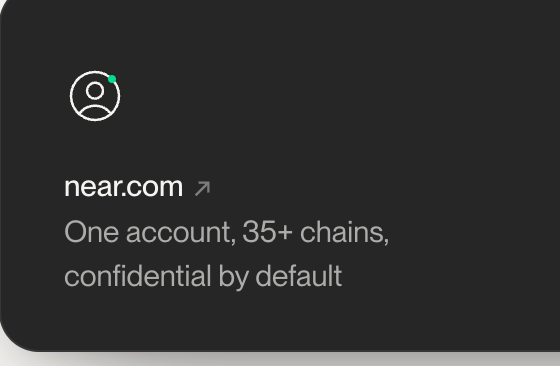 near.com ↗
One account, 35+ chains,
confidential by default